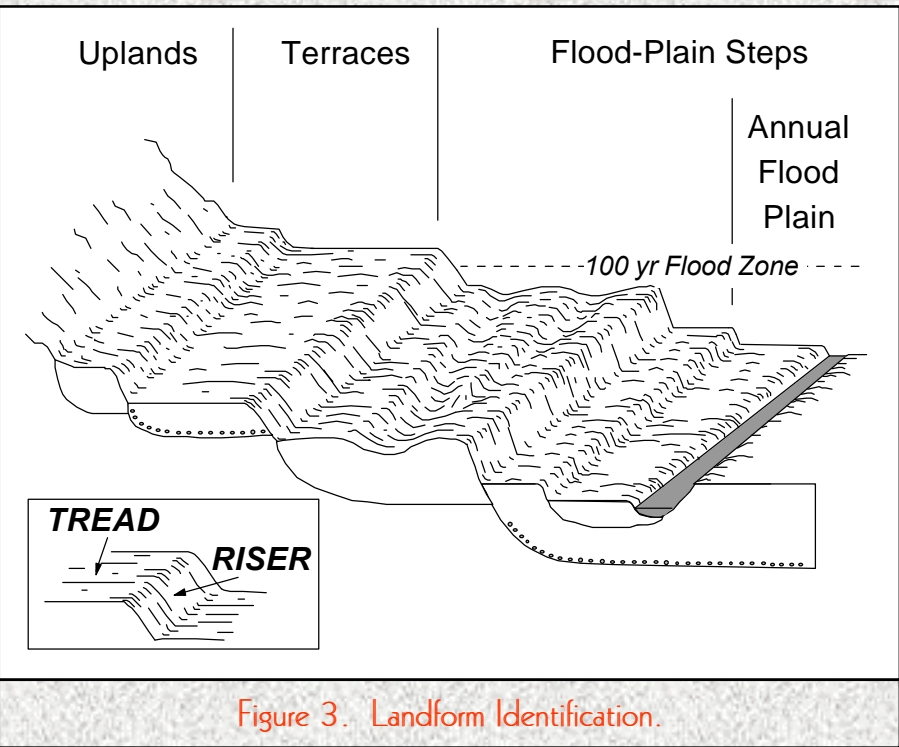 Uplands
Terraces
Flood-Plain Steps
Annual
Flood
Plain
100 yr Flood Zone
TREAD
RISER
Figure 3. Landform Identification.